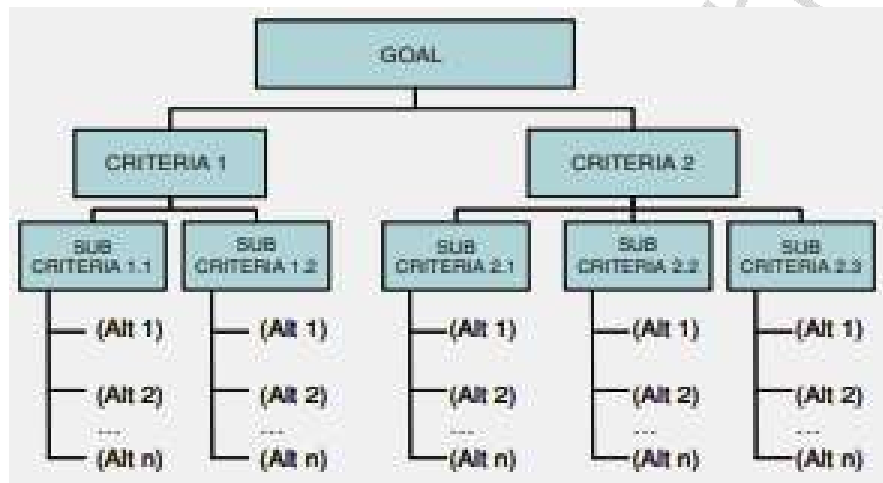 GOAL
CRITERIA 1
CRITERIA 2
SUB
CRITERIA 1.1
SUB
CRITERIA 1.2
SUB
CRITERIA 2.1
SUB
CRITERIA 2.2
SUB
CRITERIA 2.3
(Alt 1) (Alt 1) (Alt 1) (Alt 1) (Alt 1)
(Alt 2) (Alt 2) (Alt 2) (Alt 2) (Alt 2)
... ... ... ... ...
(Alt n) (Alt n) (Alt n) (Alt n) (Alt n)